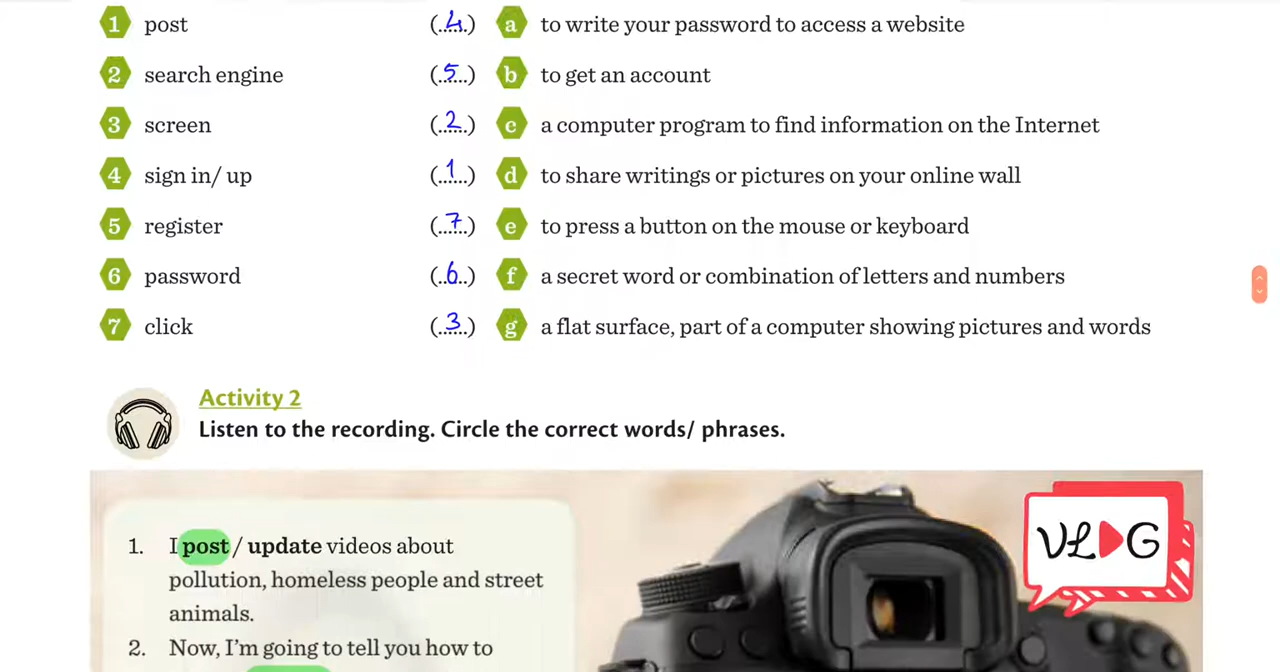 1 post (..4..) a to write your password to access a website
2 search engine (..5..) b to get an account
3 screen (..2..) c a computer program to find information on the Internet
4 sign in/ up (..1..) d to share writings or pictures on your online wall
5 register (..7..) e to press a button on the mouse or keyboard
6 password (..6..) f a secret word or combination of letters and numbers
7 click (..3..) g a flat surface, part of a computer showing pictures and words
Activity 2
Listen to the recording. Circle the correct words/ phrases.
VLOG
1. I post / update videos about
pollution, homeless people and street
animals.
2. Now, I'm going to tell you how to